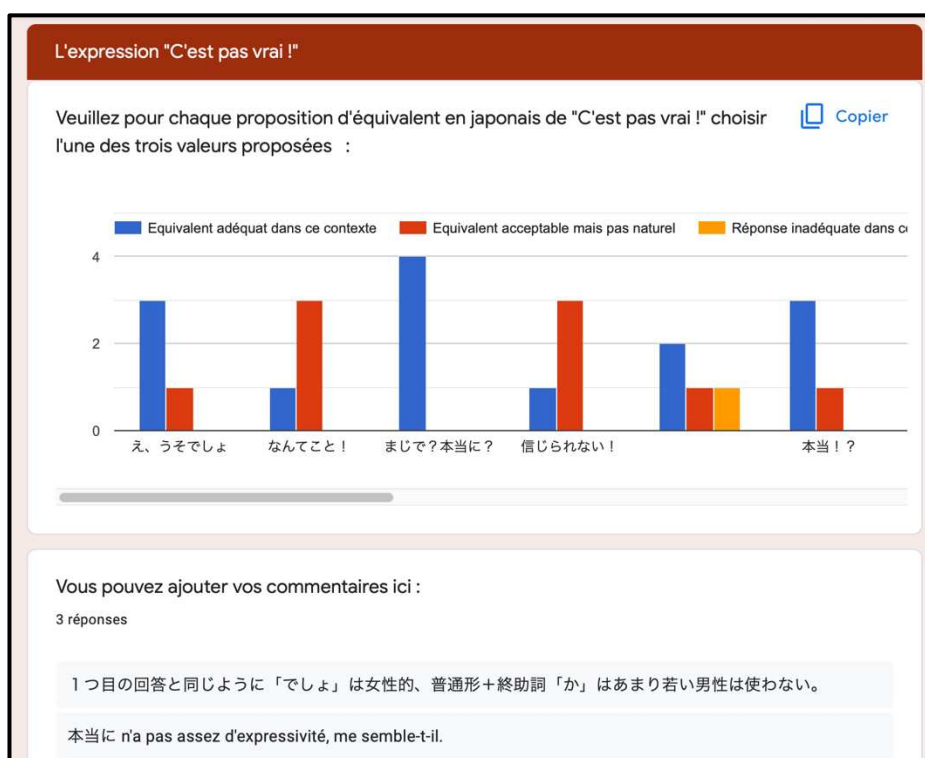 L'expression "C'est pas vrai !"
Veuillez pour chaque proposition d'équivalent en japonais de "C'est pas vrai !" choisir
l'une des trois valeurs proposées :
Copier
Equivalent adéquat dans ce contexte
Equivalent acceptable mais pas naturel
Réponse inadéquate dans c
4
2
0
え、うそでしょ
なんてこと！
まじで？本当に？
信じられない！
本当！？
Vous pouvez ajouter vos commentaires ici :
3 réponses
１つ目の回答と同じように「でしょ」は女性的、普通形＋終助詞「か」はあまり若い男性は使わない。
本当に n'a pas assez d'expressivité, me semble-t-il.